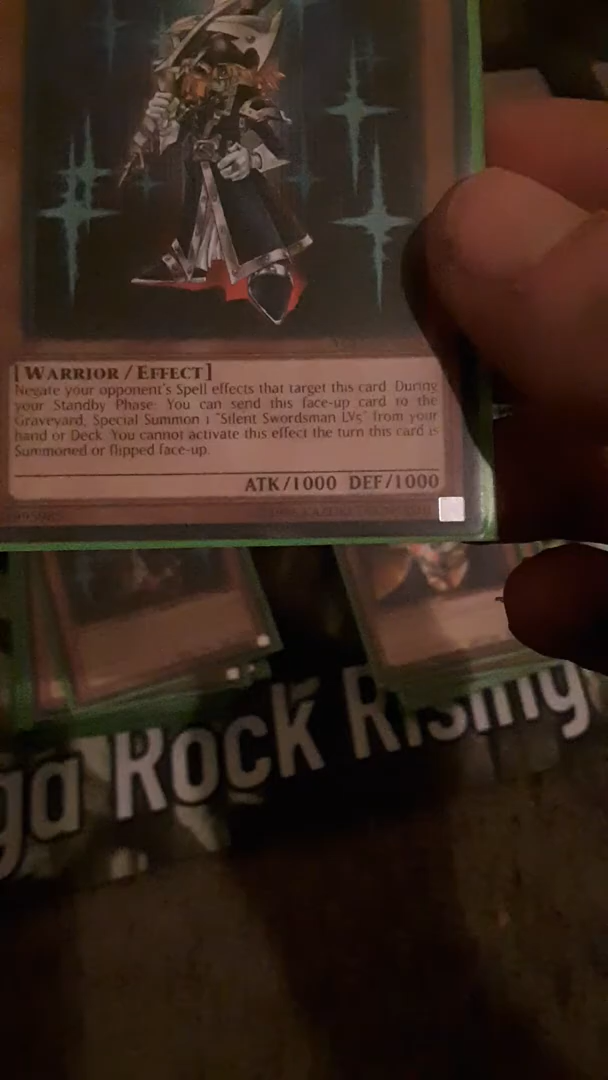 [WARRIOR/EFFECT]
Negate your opponent's Spell effects that target this card. During
your Standby Phase: You can send this face-up card to the
Graveyard, Special Summon 1 "Silent Swordsman LV5" from your
hand or Deck. You cannot activate this effect the turn this card is
Summoned or flipped face-up.
ATK/1000 DEF/1000
ga Rock Rising